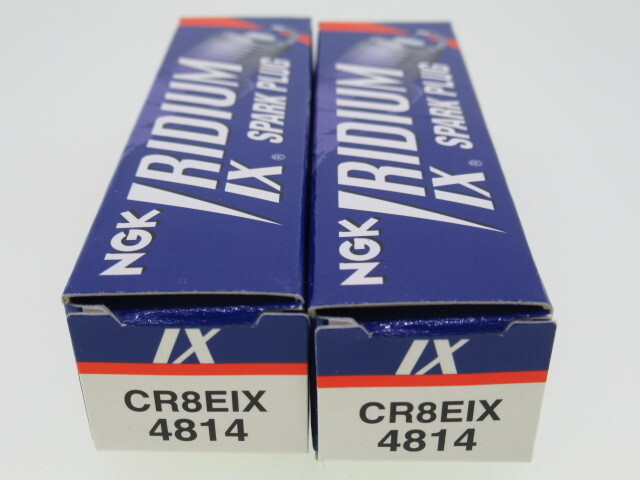 NGK
IRIDIUM
IX ®
SPARK PLUG
NGK
IRIDIUM
IX ®
SPARK PLUG
IX
CR8EIX
4814
IX
CR8EIX
4814